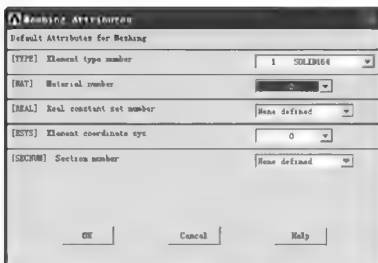 Meshing Attributes
Default Attributes for Meshing
[TYPE] Element type number 1 SOLID164
[MAT] Material number
[REAL] Real constant set number None defined
[ESYS] Element coordinate sys 0
[SECNUM] Section number None defined
OK Cancel Help